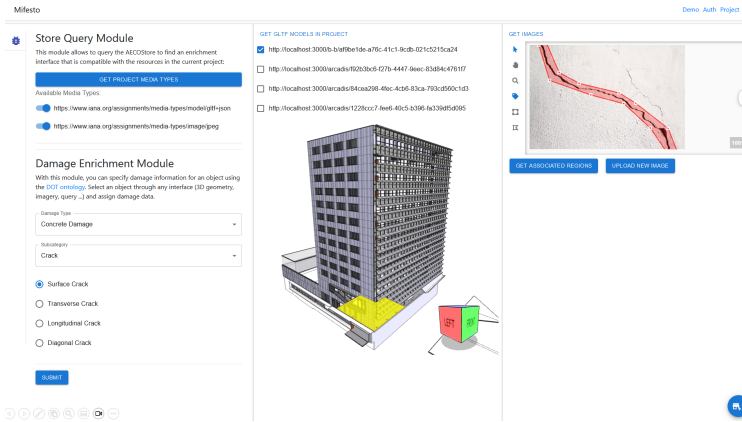 Mifesto
Demo Auth Project
Store Query Module
This module allows to query the AECOStore to find an enrichment
interface that is compatible with the resources in the current project:
GET PROJECT MEDIA TYPES
Available Media Types:
https://www.iana.org/assignments/media-types/model/gltf+json
https://www.iana.org/assignments/media-types/image/jpeg
Damage Enrichment Module
With this module, you can specify damage information for an object using
the DOT ontology. Select an object through any interface (3D geometry,
imagery, query ...) and assign damage data.
Damage Type
Concrete Damage
Subcategory
Crack
Surface Crack
Transverse Crack
Longitudinal Crack
Diagonal Crack
SUBMIT
GET GLTF MODELS IN PROJECT
http://localhost:3000/b-b/af9be1de-a76c-41c1-9cdb-021c5215ca24
http://localhost:3000/arcadis/f92b3bc6-f27b-4447-9eec-83d84c4761f7
http://localhost:3000/arcadis/84cea298-4fec-4cb6-83ca-793cd560c1d3
http://localhost:3000/arcadis/1228ccc7-fee6-40c5-b396-fa339df5d095
LEFT
GET IMAGES
GET ASSOCIATED REGIONS
UPLOAD NEW IMAGE